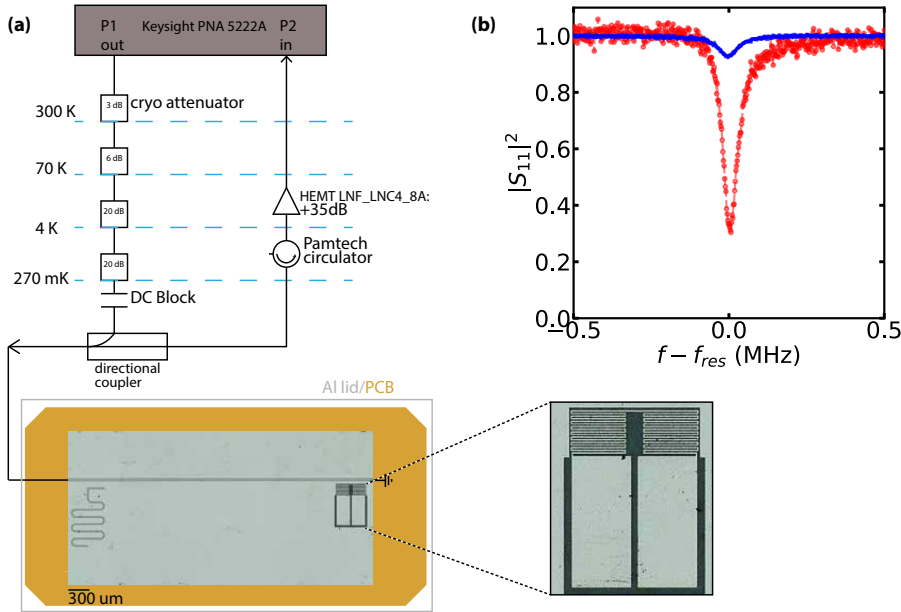 (a)
P1
out
Keysight PNA 5222A
P2
in
3 dB
cryo attenuator
300 K
6 dB
70 K
HEMT LNF_LNC4_8A:
+35dB
20 dB
4 K
Pamtech
circulator
20 dB
270 mK
DC Block
directional
coupler
Al lid/PCB
300 um
(b)
1.0
0.8
0.6
0.4
0.2
0.0
|S₁₁|²
−0.5
0.0
0.5
f − fres (MHz)